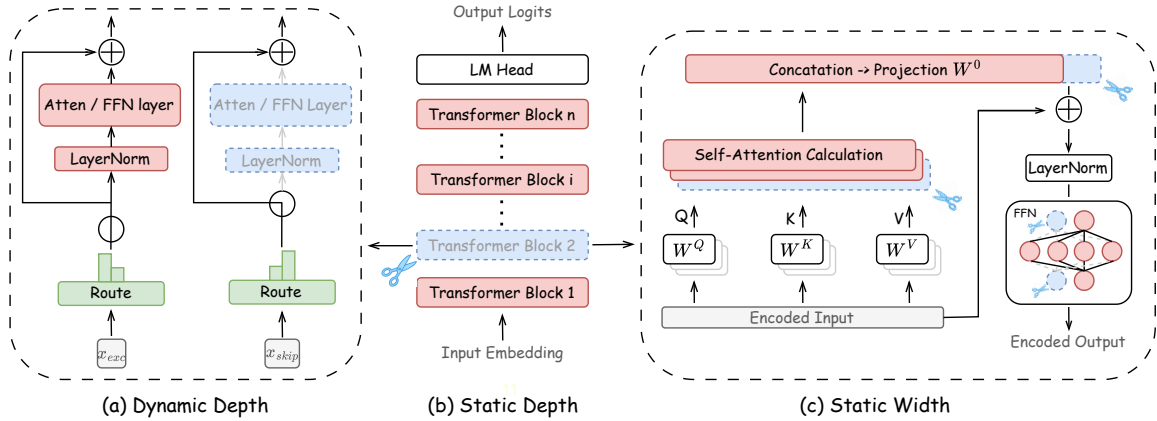 Atten / FFN layer
LayerNorm
Route
x_exc
Atten / FFN Layer
LayerNorm
Route
x_skip
(a) Dynamic Depth
Output Logits
LM Head
Transformer Block n
Transformer Block i
Transformer Block 2
Transformer Block 1
Input Embedding
(b) Static Depth
Concatation -> Projection W^0
Self-Attention Calculation
Q
K
V
W^Q
W^K
W^V
Encoded Input
LayerNorm
FFN
Encoded Output
(c) Static Width